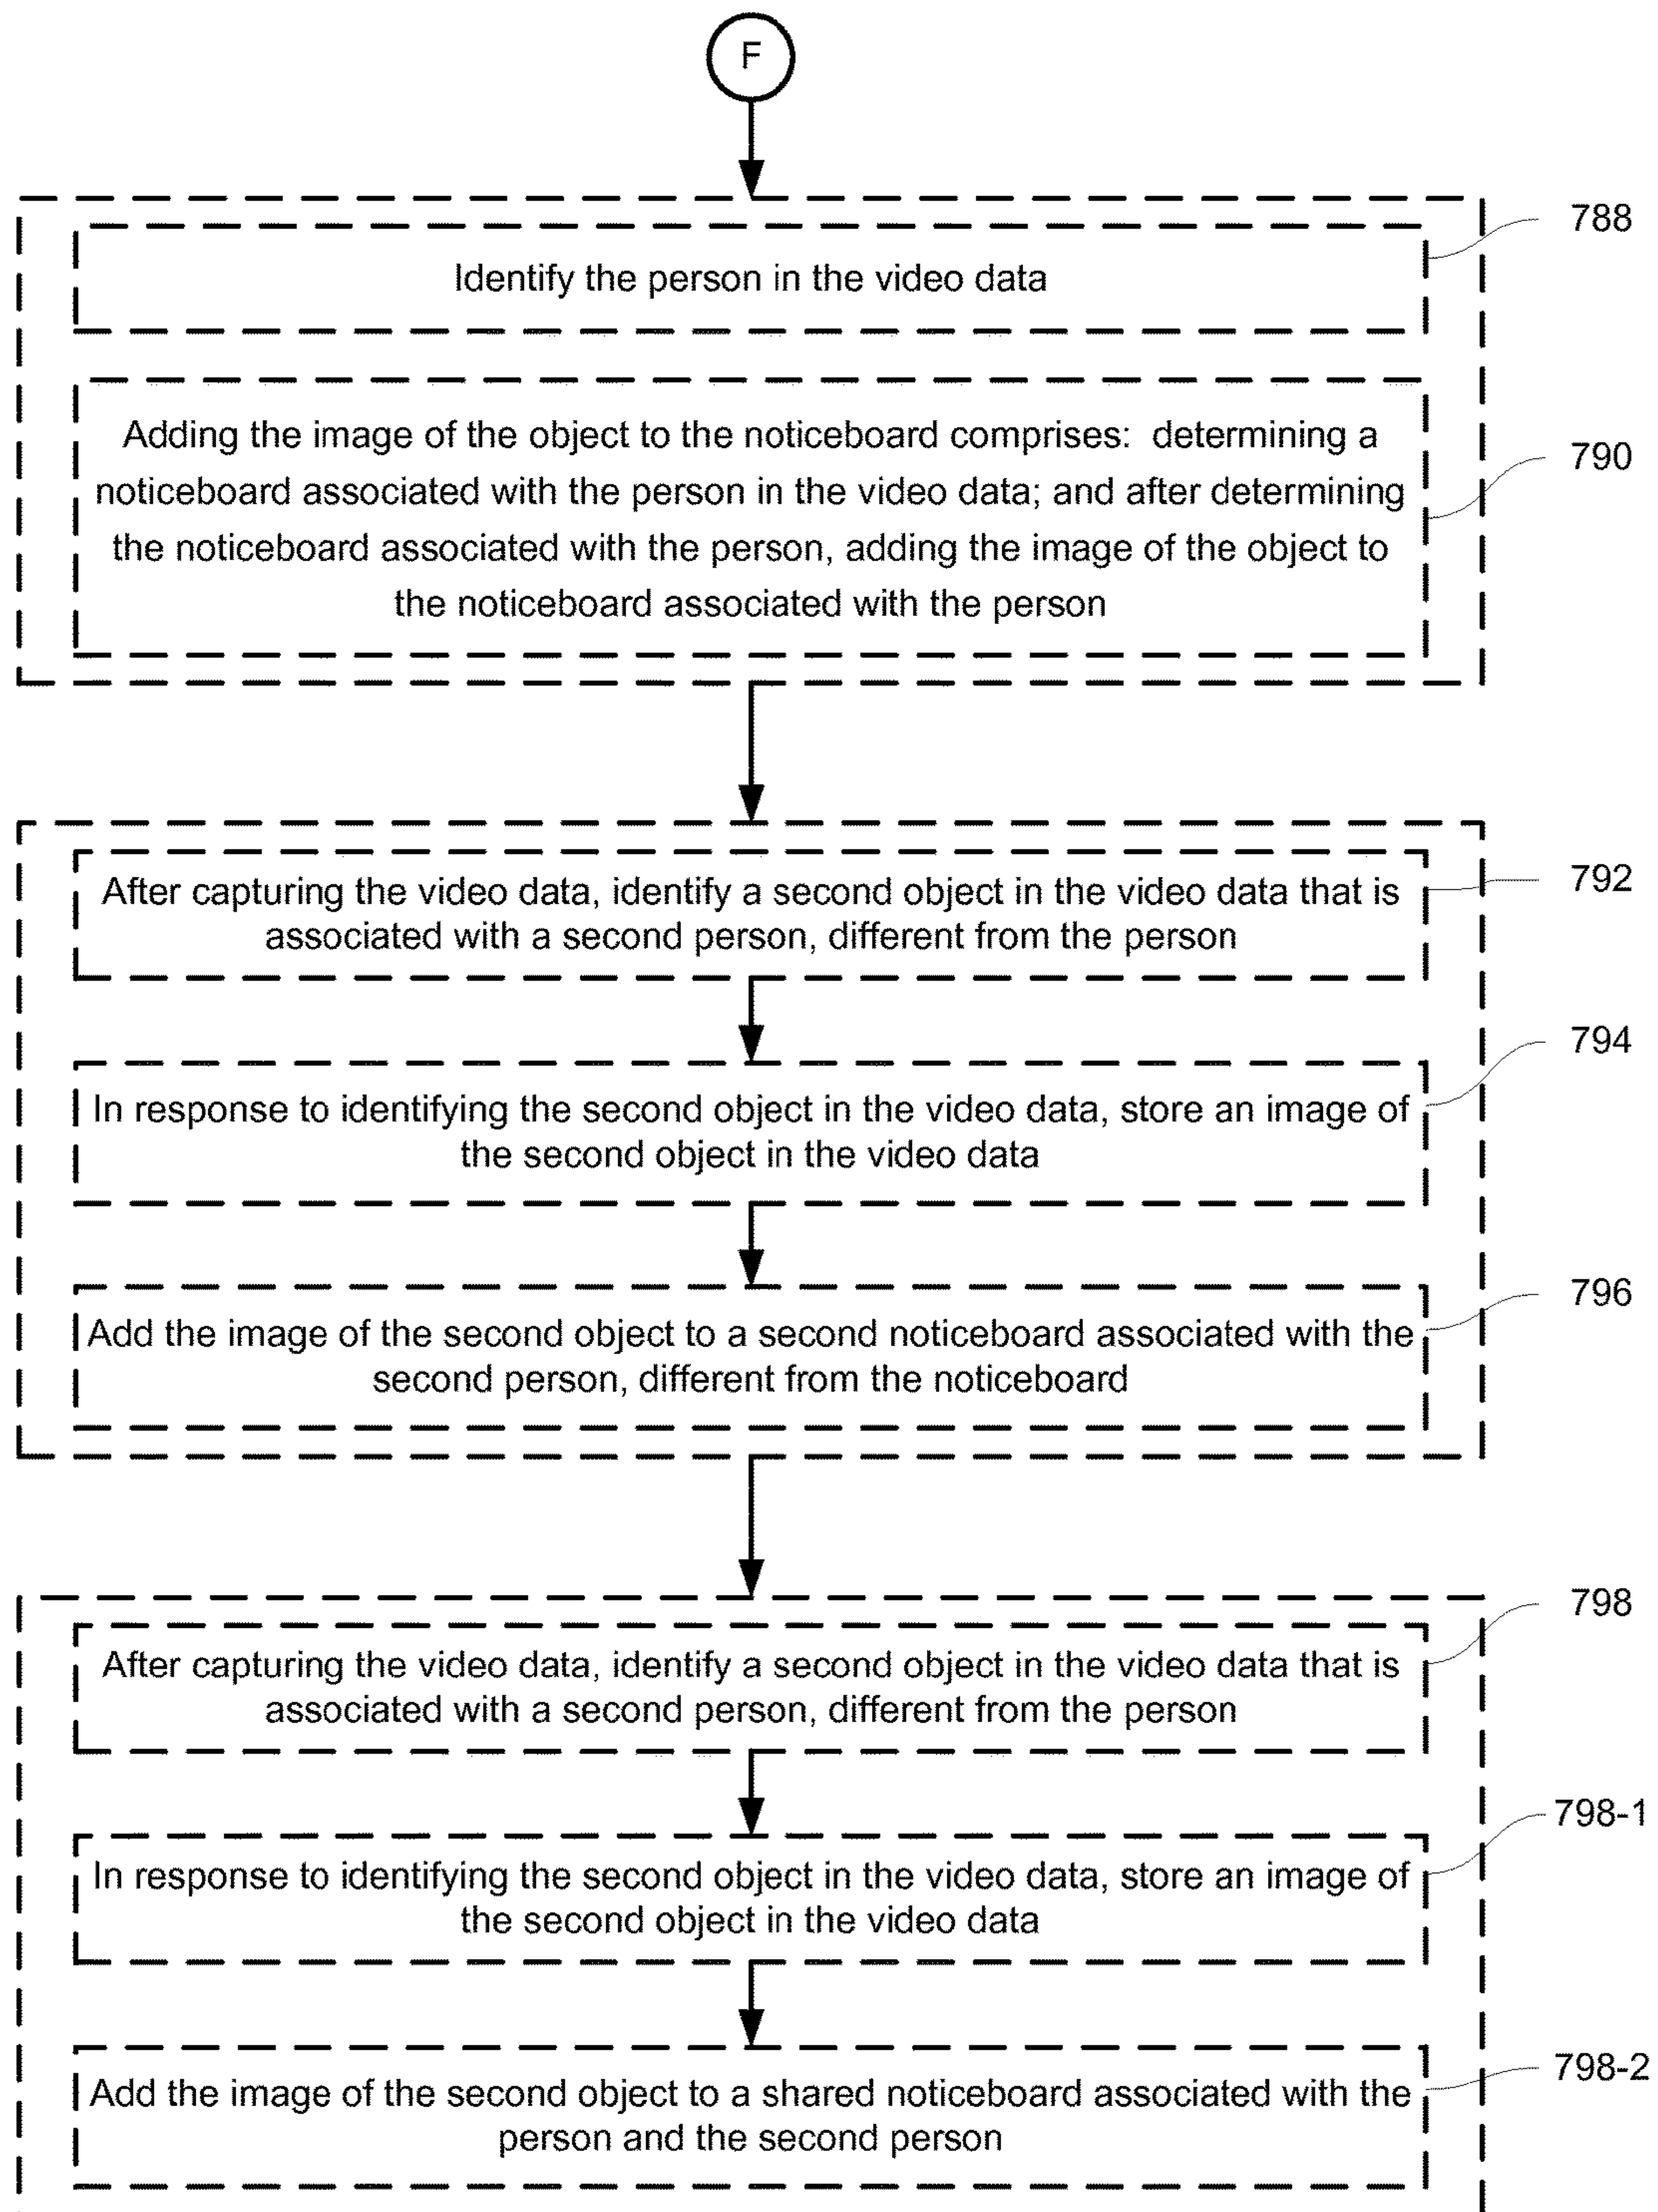 F
788
Identify the person in the video data
Adding the image of the object to the noticeboard comprises: determining a
790
noticeboard associated with the person in the video data; and after determining
the noticeboard associated with the person, adding the image of the object to
the noticeboard associated with the person
792
After capturing the video data, identify a second object in the video data that is
associated with a second person, different from the person
794
In response to identifying the second object in the video data, store an image of
the second object in the video data
796
Add the image of the second object to a second noticeboard associated with the
second person, different from the noticeboard
798
After capturing the video data, identify a second object in the video data that is
associated with a second person, different from the person
798-1
In response to identifying the second object in the video data, store an image of
the second object in the video data
798-2
Add the image of the second object to a shared noticeboard associated with the
person and the second person